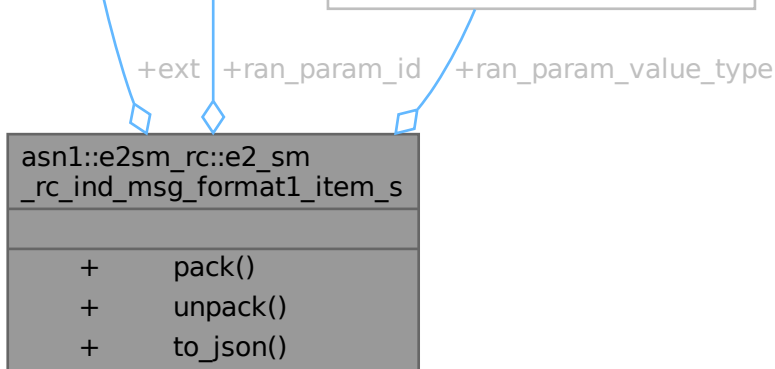 +ext +ran_param_id +ran_param_value_type
asn1::e2sm_rc::e2_sm
_rc_ind_msg_format1_item_s
+ pack()
+ unpack()
+ to_json()